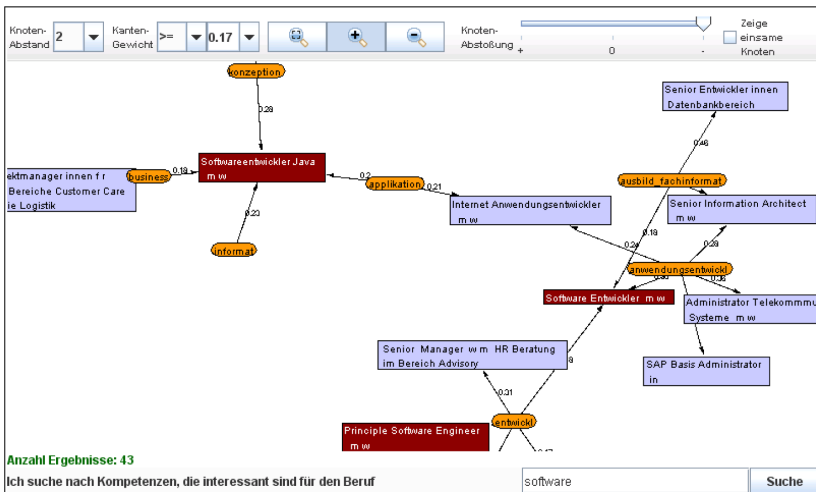 Knoten-
Abstand
2
Kanten-
Gewicht
>=
0.17
Knoten-
Abstoßung
+
0
-
Zeige
einsame
Knoten
konzeption
0.28
Senior Entwickler innen
Datenbankbereich
0.46
Softwareentwickler Java
m w
ektmanager innen f r
Bereiche Customer Care
ie Logistik
business
0.18
0.2
applikation
0.21
ausbild_fachinformat
Internet Anwendungsentwickler
m w
Senior Information Architect
m w
0.23
informat
0.18
0.24
0.28
anwendungsentwickl
0.36
Software Entwickler m w
Administrator Telekommmu
Systeme m w
Senior Manager w m HR Beratung
im Bereich Advisory
SAP Basis Administrator
in
0.31
entwickl
Principle Software Engineer
m w
Anzahl Ergebnisse: 43
Ich suche nach Kompetenzen, die interessant sind für den Beruf
software
Suche